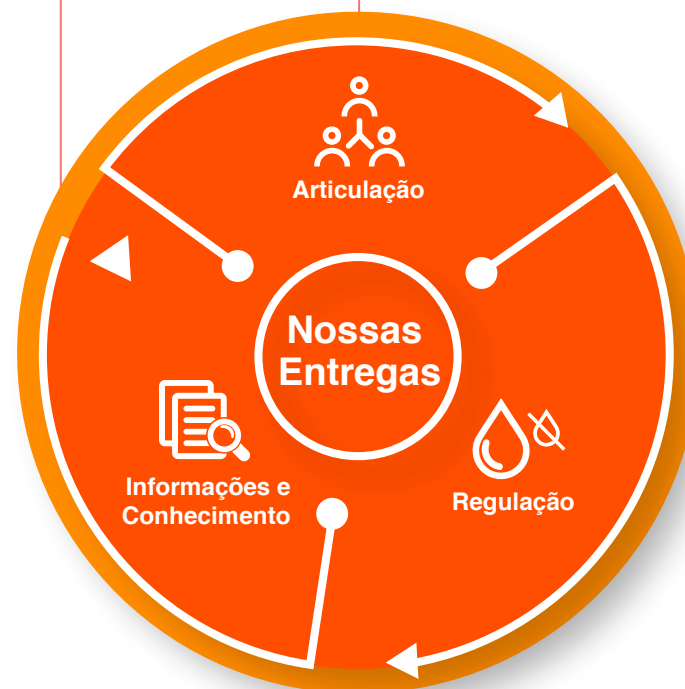 Articulação
Nossas
Entregas
Informações e
Conhecimento
Regulação